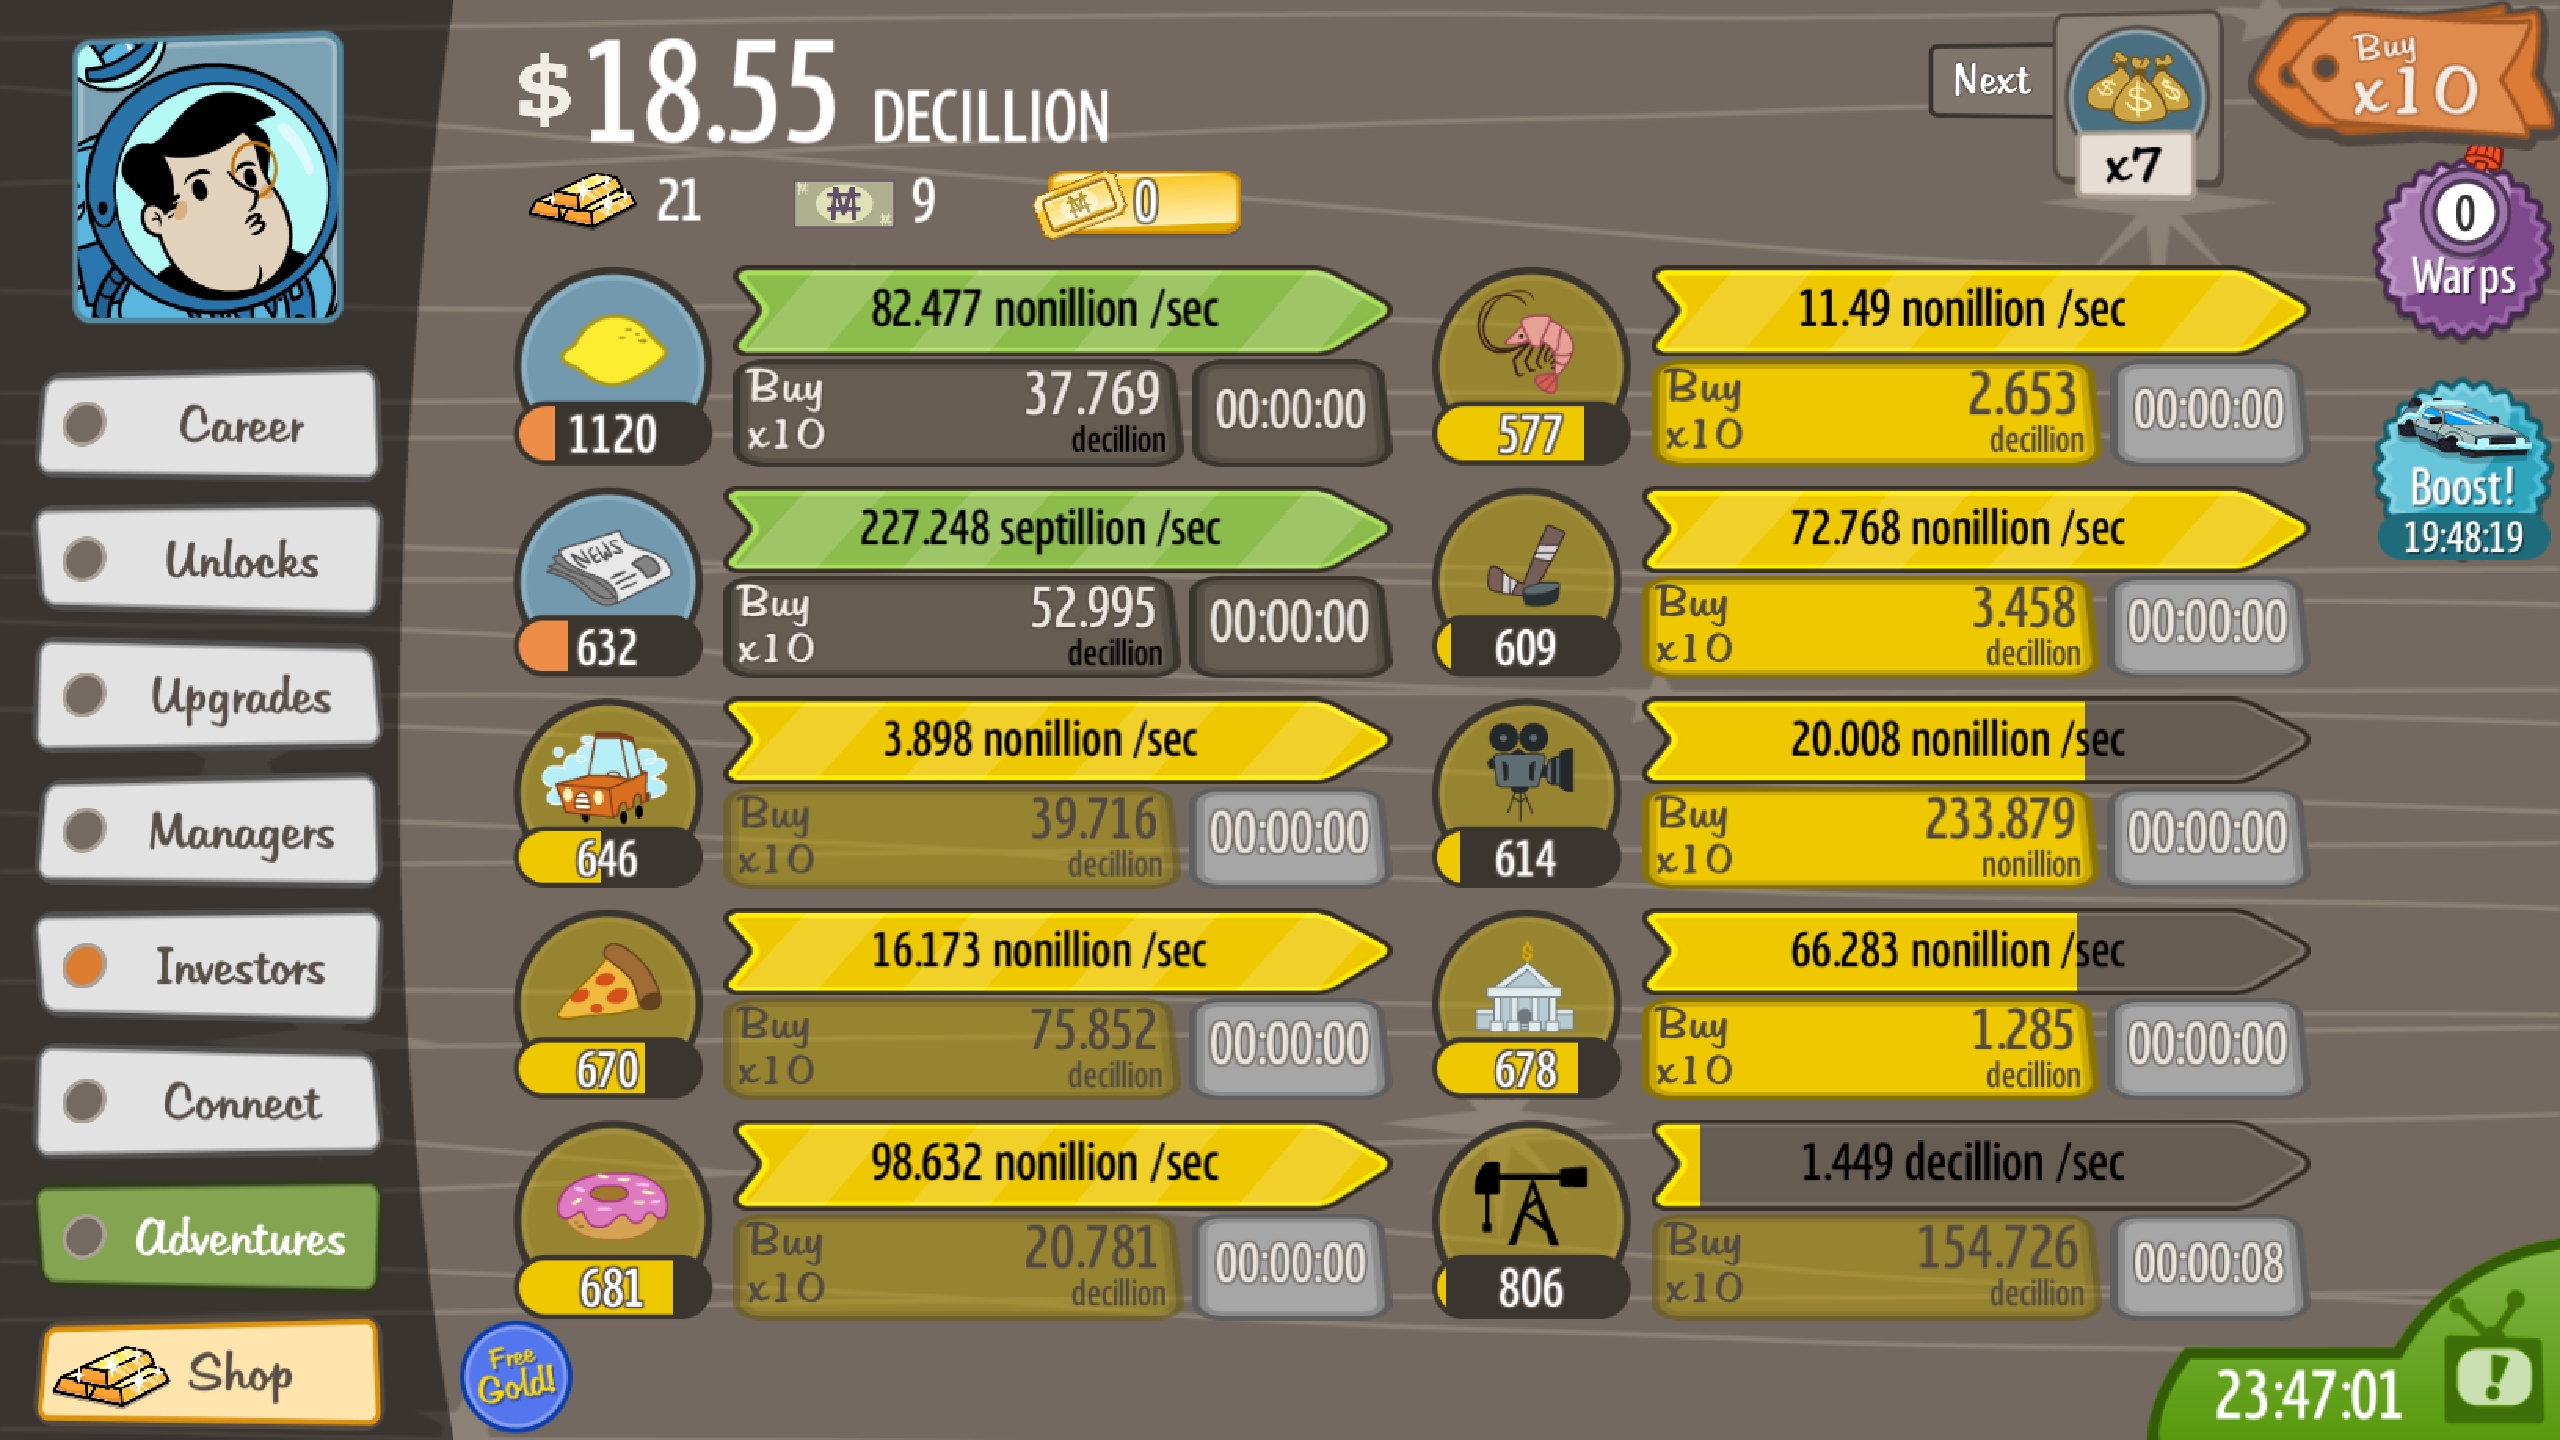 $18.55 DECILLION
21
9
0
Next
x7
Buy
x10
0
Warps
Boost!
19:48:19
Career
Unlocks
Upgrades
Managers
Investors
Connect
Adventures
Shop
82.477 nonillion /sec
1120
Buy
x10
37.769
decillion
00:00:00
NEWS
227.248 septillion /sec
632
Buy
x10
52.995
decillion
00:00:00
3.898 nonillion /sec
646
Buy
x10
39.716
decillion
00:00:00
16.173 nonillion /sec
670
Buy
x10
75.852
decillion
00:00:00
98.632 nonillion /sec
681
Buy
x10
20.781
decillion
00:00:00
11.49 nonillion /sec
577
Buy
x10
2.653
decillion
00:00:00
72.768 nonillion /sec
609
Buy
x10
3.458
decillion
00:00:00
20.008 nonillion /sec
614
Buy
x10
233.879
nonillion
00:00:00
66.283 nonillion /sec
678
Buy
x10
1.285
decillion
00:00:00
1.449 decillion /sec
806
Buy
x10
154.726
decillion
00:00:08
Free
Gold!
23:47:01
!